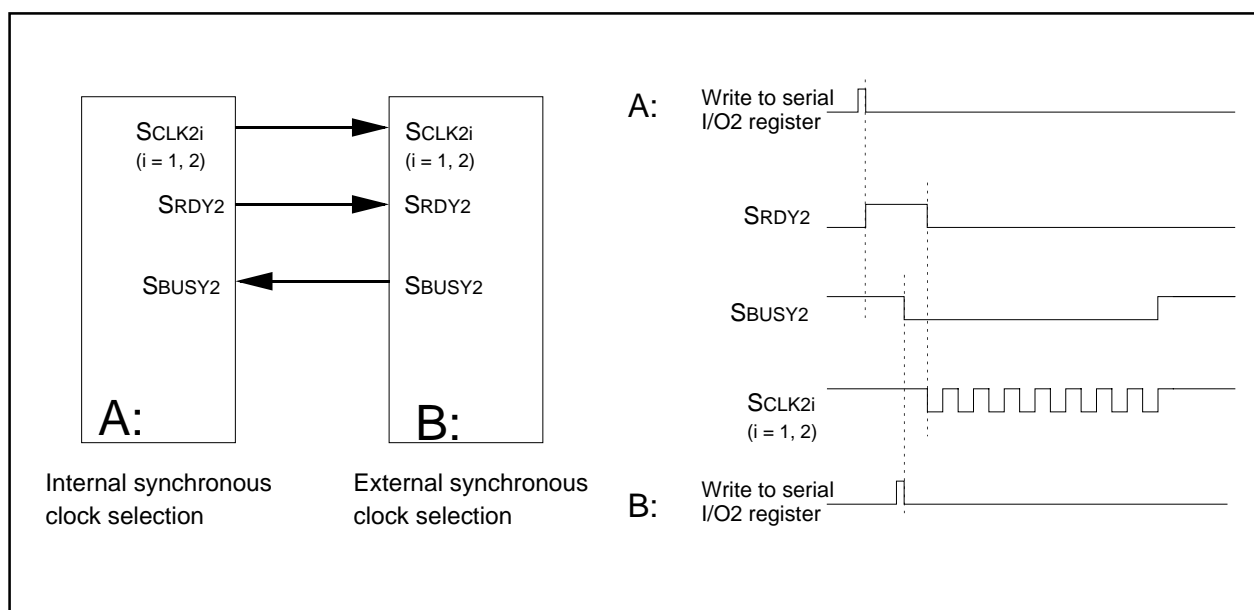 SCLK2i
(i = 1, 2)
SRDY2
SBUSY2
A:
SCLK2i
(i = 1, 2)
SRDY2
SBUSY2
B:
Internal synchronous
clock selection
External synchronous
clock selection
A:
Write to serial
I/O2 register
SRDY2
SBUSY2
SCLK2i
(i = 1, 2)
B:
Write to serial
I/O2 register